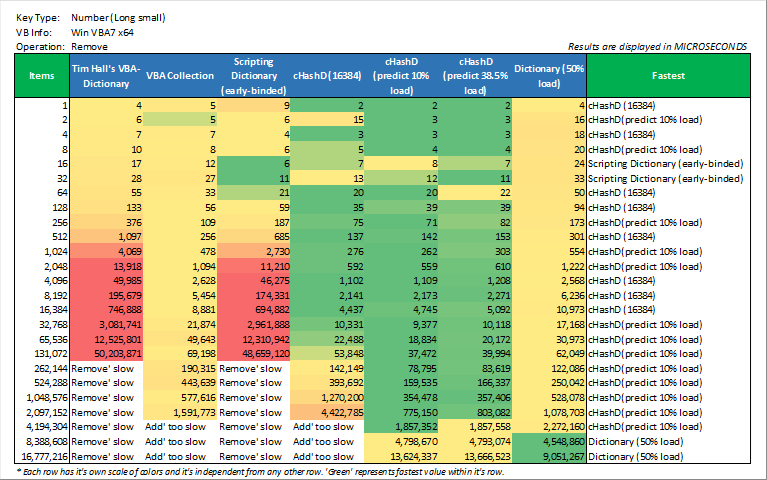 Key Type: Number (Long small)
VB Info: Win VBA7 x64
Operation: Remove Results are displayed in MICROSECONDS
Items Tim Hall's VBA-Dictionary VBA Collection Scripting Dictionary (early-binded) cHashD (16384) cHashD (predict 10% load) cHashD (predict 38.5% load) Dictionary (50% load) Fastest
1 4 5 9 2 2 2 4 cHashD (16384)
2 6 5 6 15 3 3 16 cHashD(predict 10% load)
4 7 7 4 3 3 3 18 cHashD (16384)
8 10 8 6 5 4 4 20 cHashD(predict 10% load)
16 17 12 6 7 8 7 24 Scripting Dictionary (early-binded)
32 28 27 11 13 12 11 33 Scripting Dictionary (early-binded)
64 55 33 21 20 20 22 50 cHashD (16384)
128 133 56 59 35 39 39 94 cHashD (16384)
256 376 109 187 75 71 82 173 cHashD(predict 10% load)
512 1,097 256 685 137 142 153 301 cHashD (16384)
1,024 4,069 478 2,730 276 262 303 554 cHashD(predict 10% load)
2,048 13,918 1,094 11,210 592 559 610 1,222 cHashD(predict 10% load)
4,096 49,985 2,628 46,275 1,102 1,109 1,208 2,568 cHashD (16384)
8,192 195,679 5,454 174,331 2,141 2,173 2,271 6,236 cHashD (16384)
16,384 746,888 8,881 694,882 4,437 4,745 5,092 10,973 cHashD (16384)
32,768 3,081,741 21,874 2,961,888 10,331 9,377 10,118 17,168 cHashD(predict 10% load)
65,536 12,525,801 49,643 12,310,942 22,488 18,834 20,172 30,973 cHashD(predict 10% load)
131,072 50,203,871 69,198 48,659,120 53,848 37,472 39,994 62,049 cHashD(predict 10% load)
262,144 Remove' slow 190,315 Remove' slow 142,149 78,795 83,619 122,086 cHashD(predict 10% load)
524,288 Remove' slow 443,639 Remove' slow 393,692 159,535 166,337 250,042 cHashD(predict 10% load)
1,048,576 Remove' slow 577,616 Remove' slow 1,270,200 354,478 357,406 528,078 cHashD(predict 10% load)
2,097,152 Remove' slow 1,591,773 Remove' slow 4,422,785 775,150 803,082 1,078,703 cHashD(predict 10% load)
4,194,304 Remove' slow Add' too slow Remove' slow Add' too slow 1,857,352 1,857,558 2,272,160 cHashD(predict 10% load)
8,388,608 Remove' slow Add' too slow Remove' slow Add' too slow 4,798,670 4,793,074 4,548,860 Dictionary (50% load)
16,777,216 Remove' slow Add' too slow Remove' slow Add' too slow 13,624,337 13,666,523 9,051,267 Dictionary (50% load)
* Each row has it's own scale of colors and it's independent from any other row. 'Green' represents fastest value within it's row.